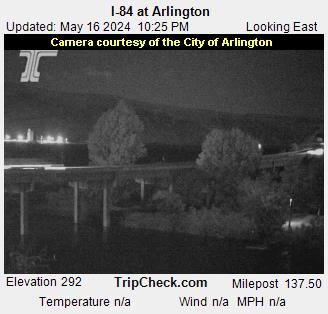 I-84 at Arlington
Updated: May 16 2024 10:25 PM Looking East
Camera courtesy of the City of Arlington
Elevation 292 TripCheck.com Milepost 137.50
Temperature n/a Wind n/a MPH n/a